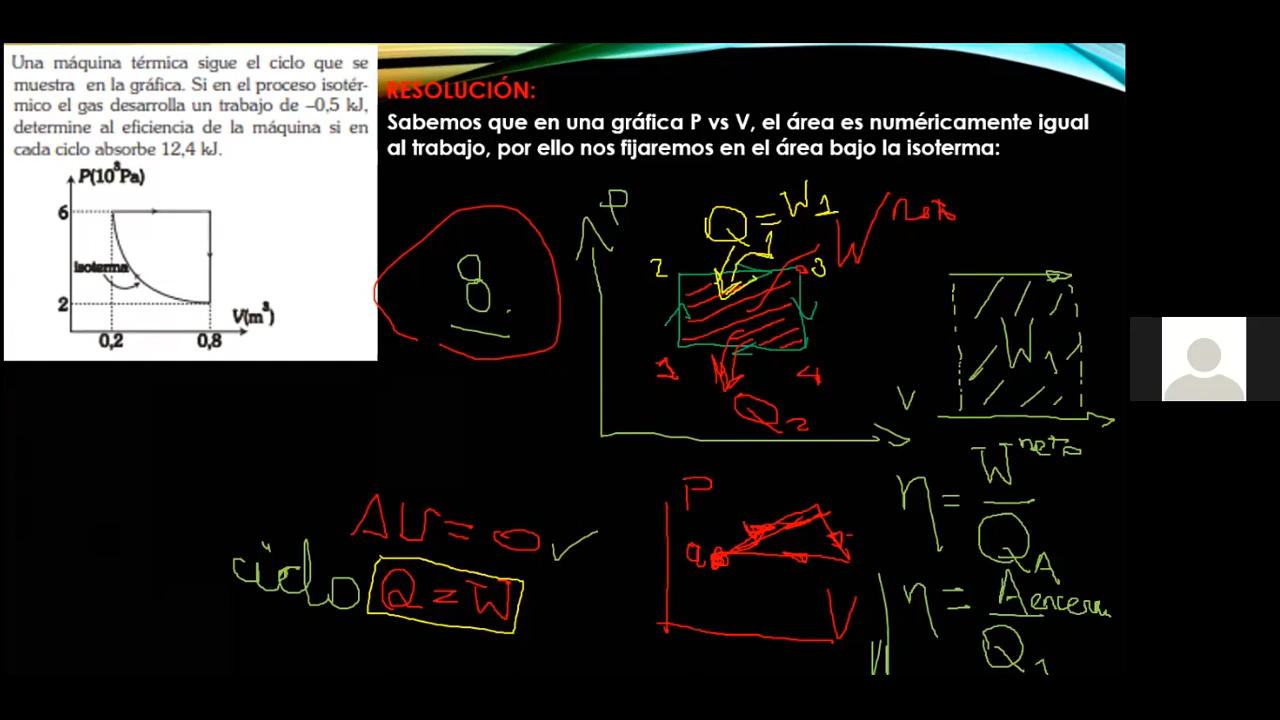 Una máquina térmica sigue el ciclo que se
muestra en la gráfica. Si en el proceso isotér-
mico el gas desarrolla un trabajo de –0,5 kJ,
determine al eficiencia de la máquina si en
cada ciclo absorbe 12,4 kJ.
P(10³Pa)
6
isoterma
2
V(m³)
0,2 0,8
RESOLUCIÓN:
Sabemos que en una gráfica P vs V, el área es numéricamente igual
al trabajo, por ello nos fijaremos en el área bajo la isoterma:
8
P
Q = W1
1
W neto
2 3
1 4
Q2
V
W1
η = W neto / QA
P
a
V
ΔU = 0
ciclo Q = W
η = / Q1